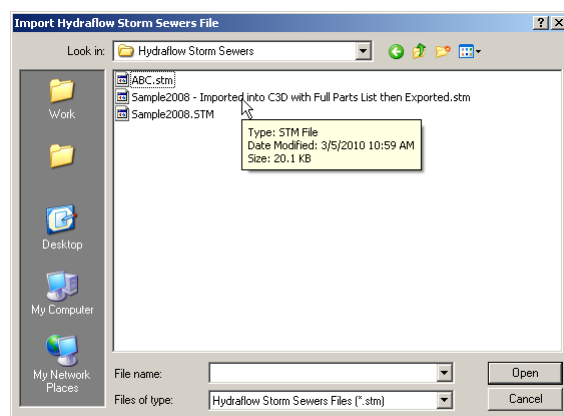 Import Hydraflow Storm Sewers File
Look in: Hydraflow Storm Sewers
ABC.stm
Sample2008 - Imported into C3D with Full Parts List then Exported.stm
Sample2008.STM
Type: STM File
Date Modified: 3/5/2010 10:59 AM
Size: 20.1 KB
Work
Desktop
My Computer
My Network
Places
File name:
Open
Files of type: Hydraflow Storm Sewers Files (*.stm)
Cancel